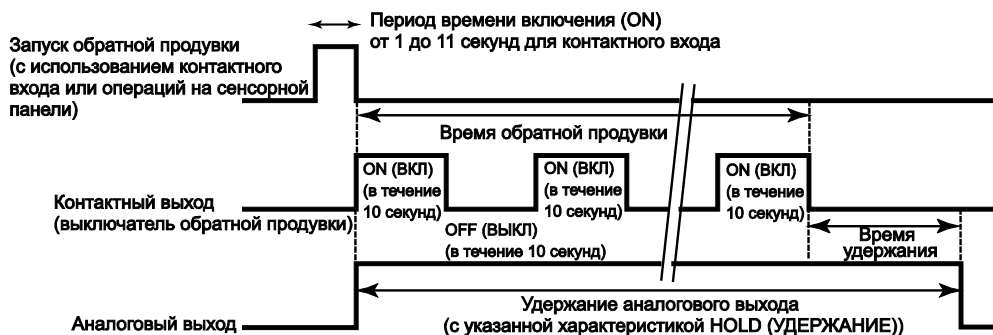 Период времени включения (ON)
от 1 до 11 секунд для контактного входа
Запуск обратной продувки
(с использованием контактного
входа или операций на сенсорной
панели)
Время обратной продувки
ON (ВКЛ)
(в течение
10 секунд)
ON (ВКЛ)
(в течение
10 секунд)
ON (ВКЛ)
(в течение
10 секунд)
Контактный выход
(выключатель обратной продувки)
OFF (ВЫКЛ)
(в течение 10 секунд)
Время
удержания
Удержание аналогового выхода
(с указанной характеристикой HOLD (УДЕРЖАНИЕ))
Аналоговый выход